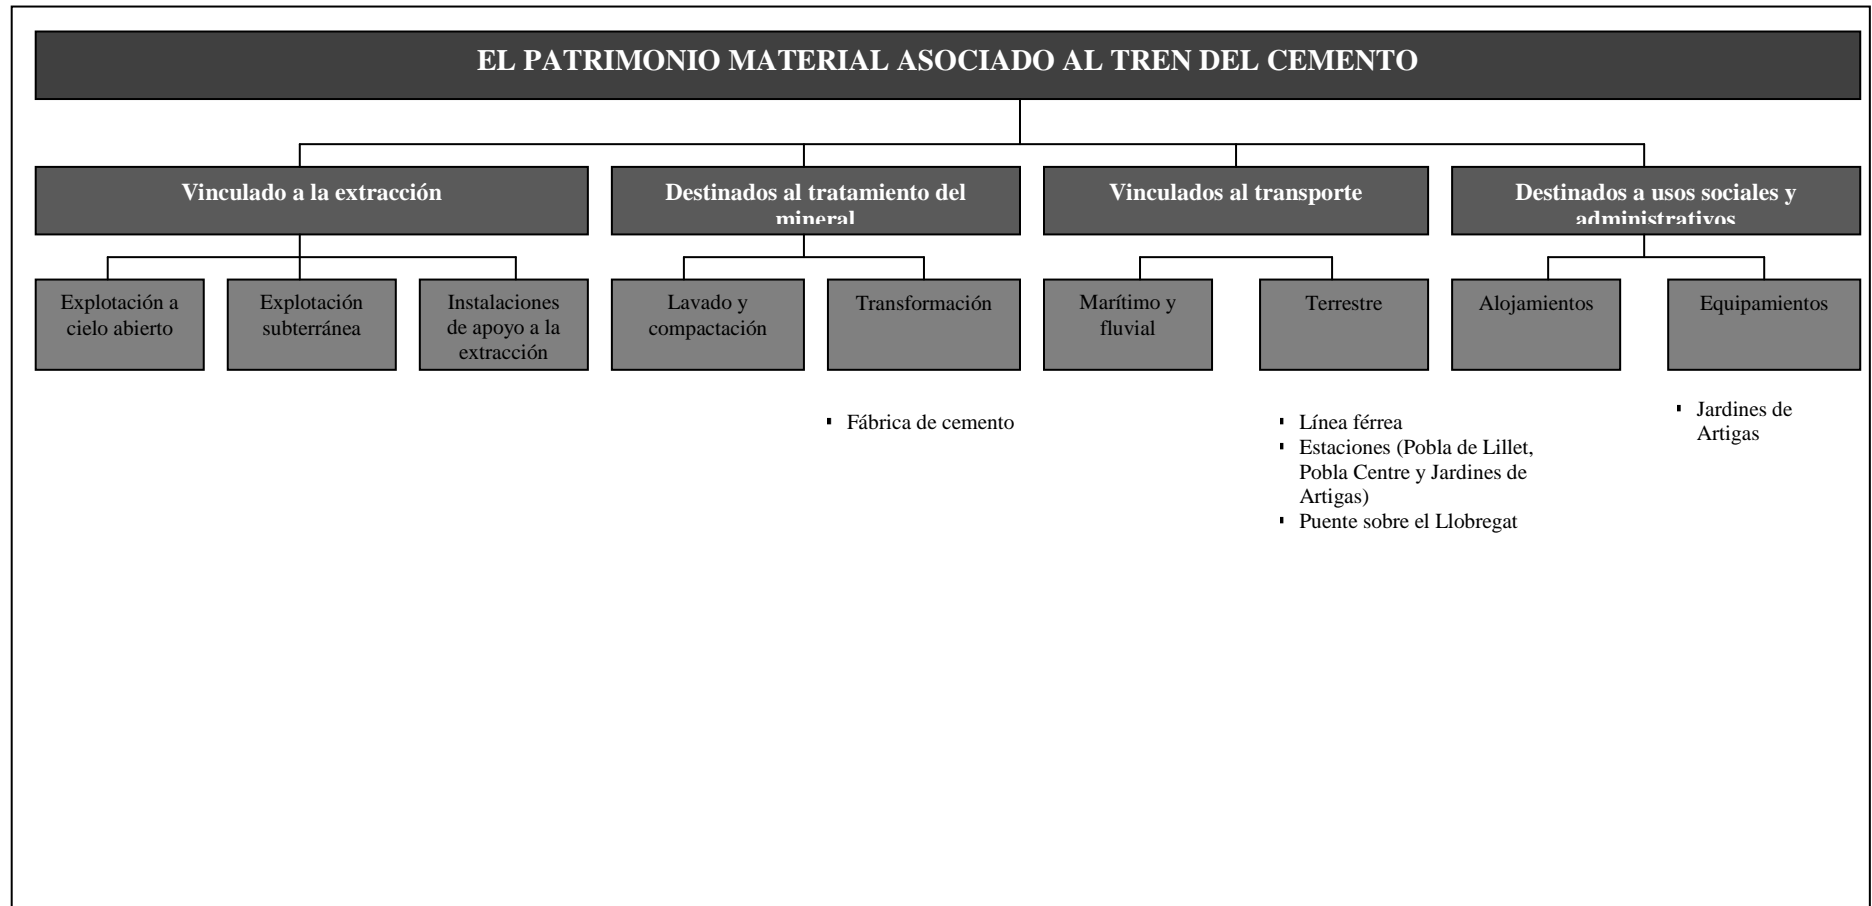 EL PATRIMONIO MATERIAL ASOCIADO AL TREN DEL CEMENTO
Vinculado a la extracción
Destinados al tratamiento del
mineral
Vinculados al transporte
Destinados a usos sociales y
administrativos
Explotación a
cielo abierto
Explotación
subterránea
Instalaciones
de apoyo a la
extracción
Lavado y
compactación
Transformación
Marítimo y
fluvial
Terrestre
Alojamientos
Equipamientos
▪ Fábrica de cemento
▪ Línea férrea
▪ Estaciones (Pobla de Lillet,
Pobla Centre y Jardines de
Artigas)
▪ Puente sobre el Llobregat
▪ Jardines de
Artigas